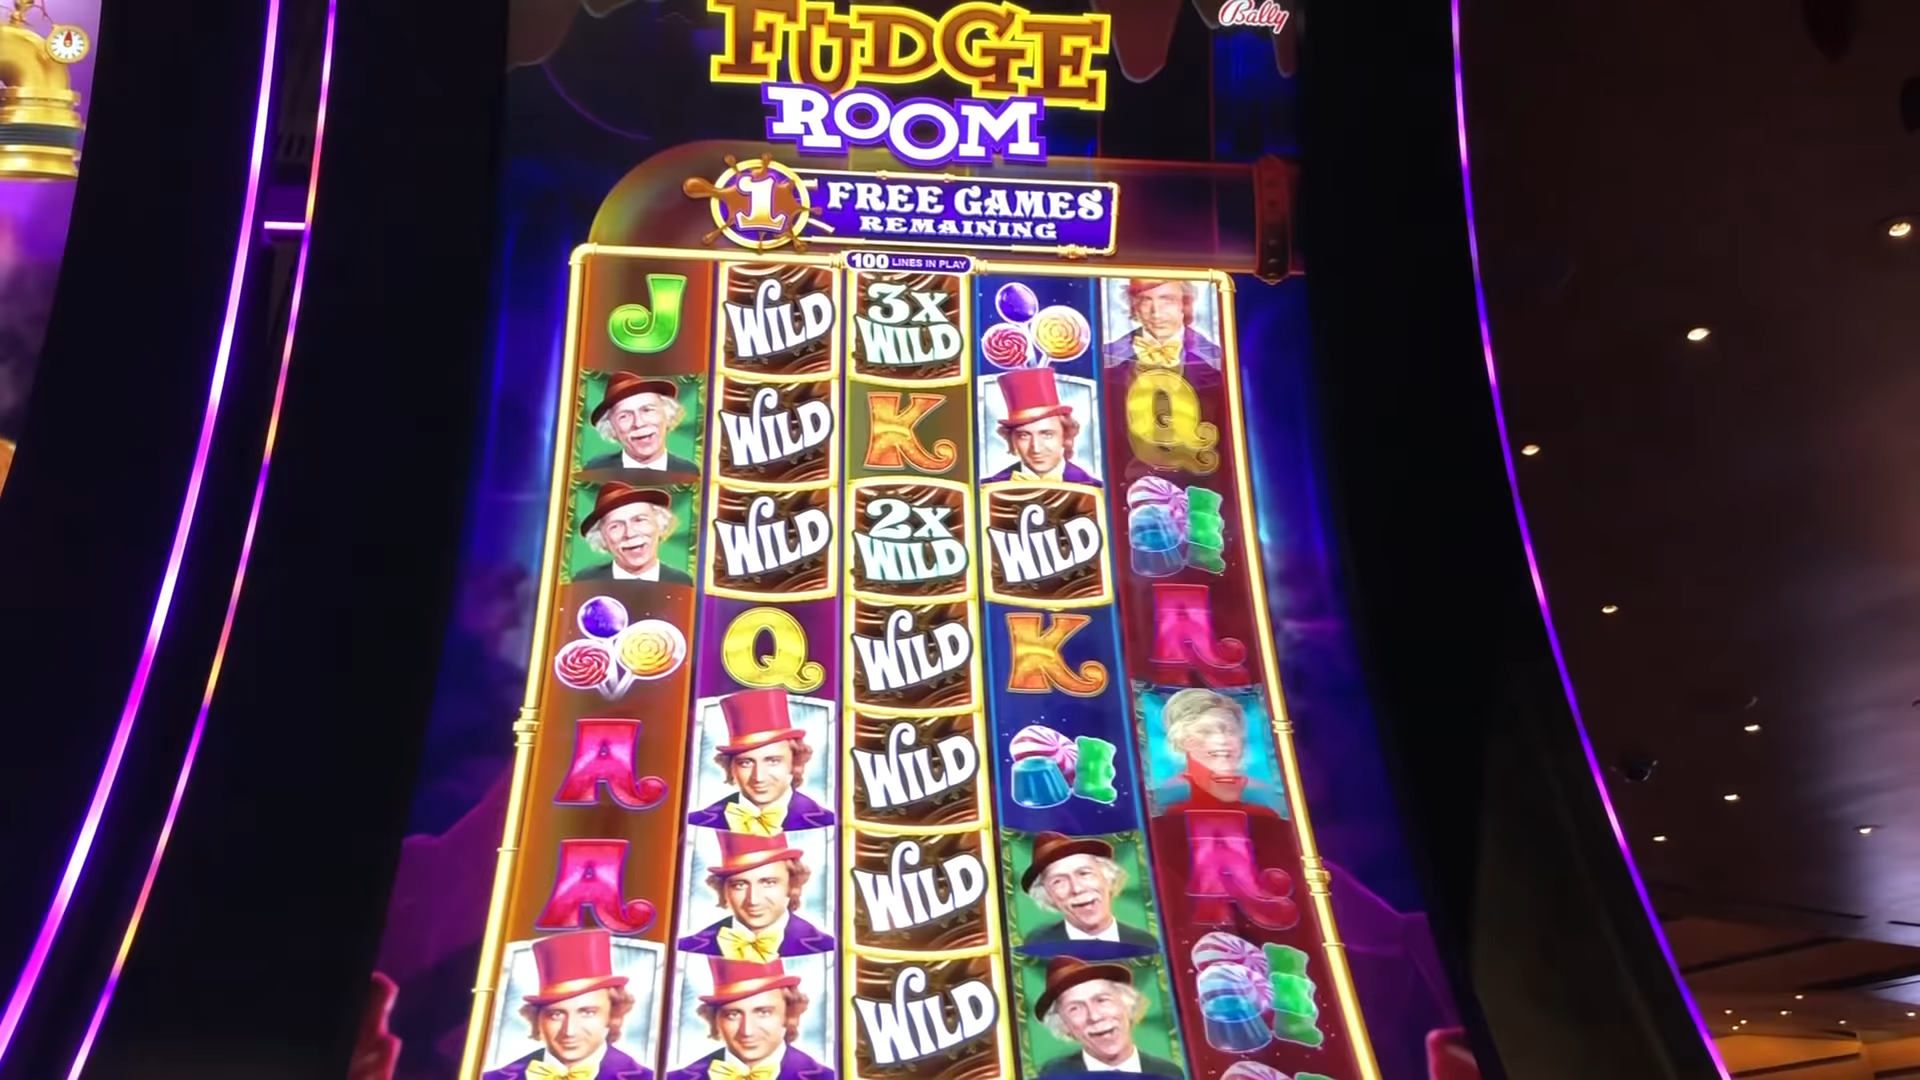 Bally
FUDGE
ROOM
1 FREE GAMES
REMAINING
100 LINES IN PLAY
J WILD 3X WILD
WILD K Q
WILD 2X WILD WILD
Q WILD K A
A WILD
A WILD A
WILD